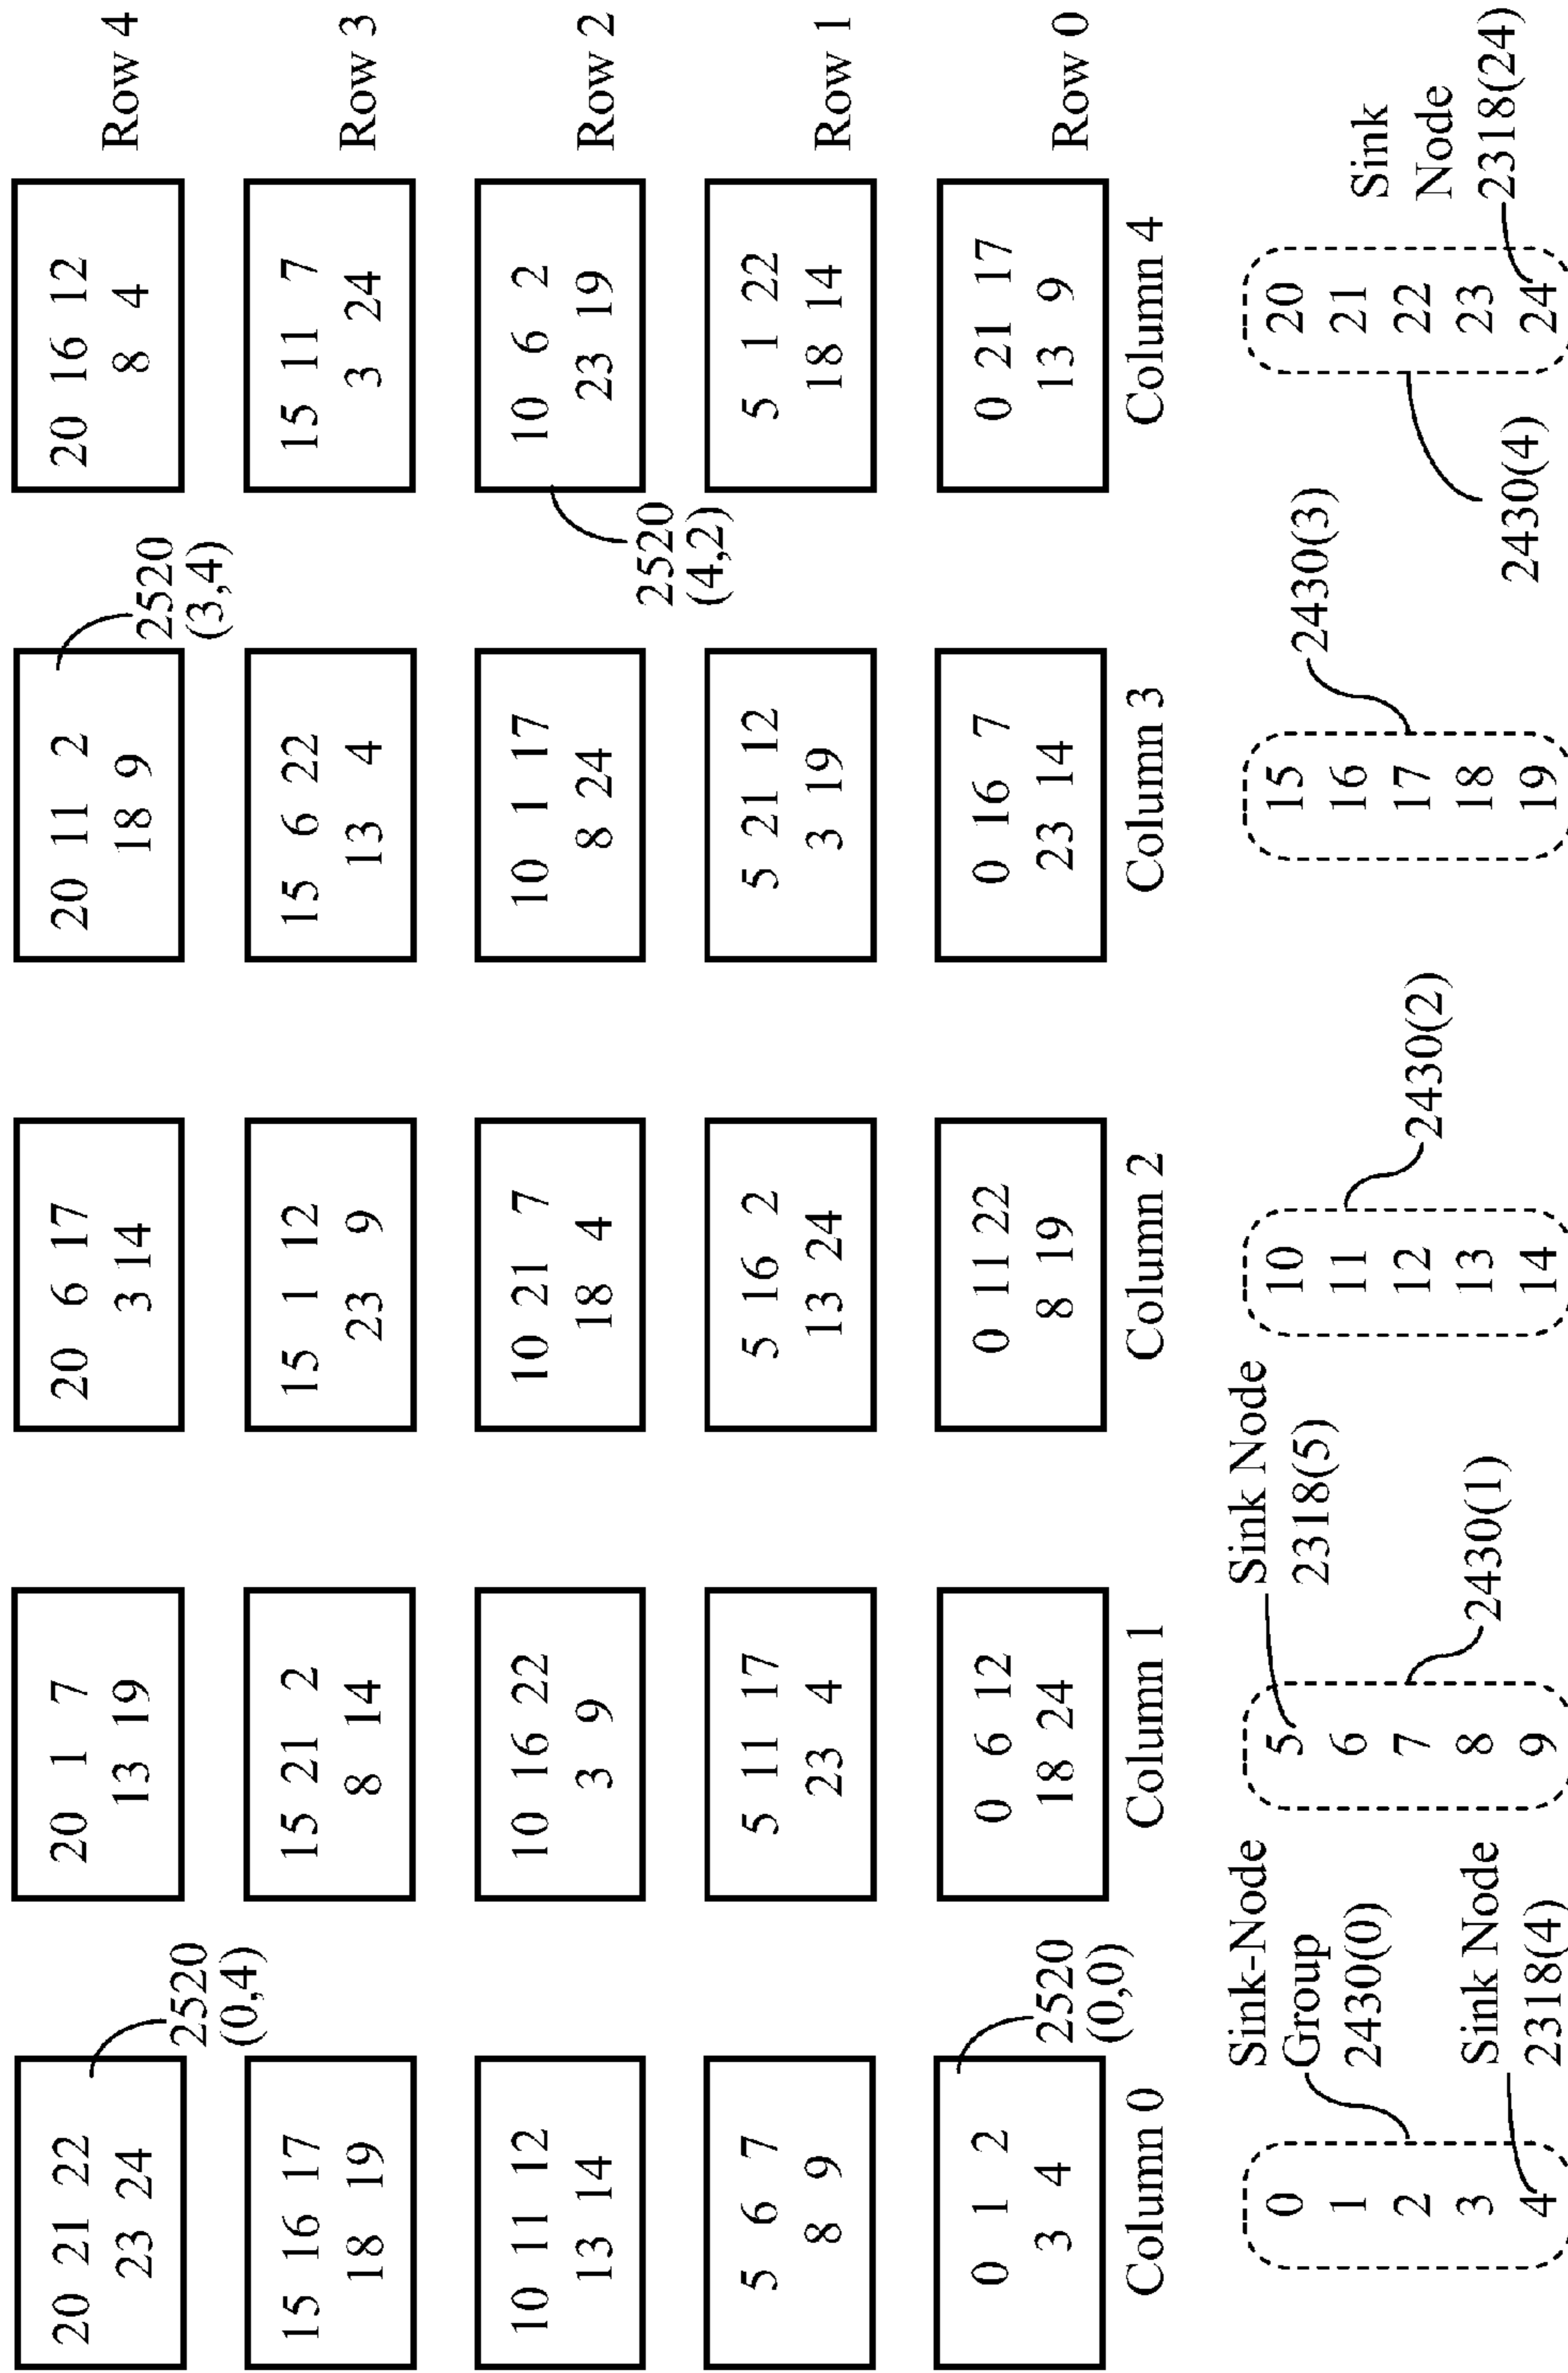 20 21 22
23 24
2520
(0,4)
20 1 7
13 19
20 6 17
3 14
20 11 2
18 9
2520
(3,4)
20 16 12
8 4
Row 4
15 16 17
18 19
15 21 2
8 14
15 1 12
23 9
15 6 22
13 4
15 11 7
3 24
Row 3
10 11 12
13 14
10 16 22
3 9
10 21 7
18 4
10 1 17
8 24
10 6 2
23 19
2520
(4,2)
Row 2
5 6 7
8 9
5 11 17
23 4
5 16 2
13 24
5 21 12
3 19
5 1 22
18 14
Row 1
0 1 2
3 4
2520
(0,0)
0 6 12
18 24
0 11 22
8 19
0 16 7
23 14
0 21 17
13 9
Row 0
Column 0
Column 1
Column 2
Column 3
Column 4
0
1
2
3
4
Sink-Node
Group
2430(0)
Sink Node
2318(4)
5
6
7
8
9
Sink Node
2318(5)
2430(1)
10
11
12
13
14
2430(2)
15
16
17
18
19
2430(3)
20
21
22
23
24
2430(4)
Sink
Node
2318(24)